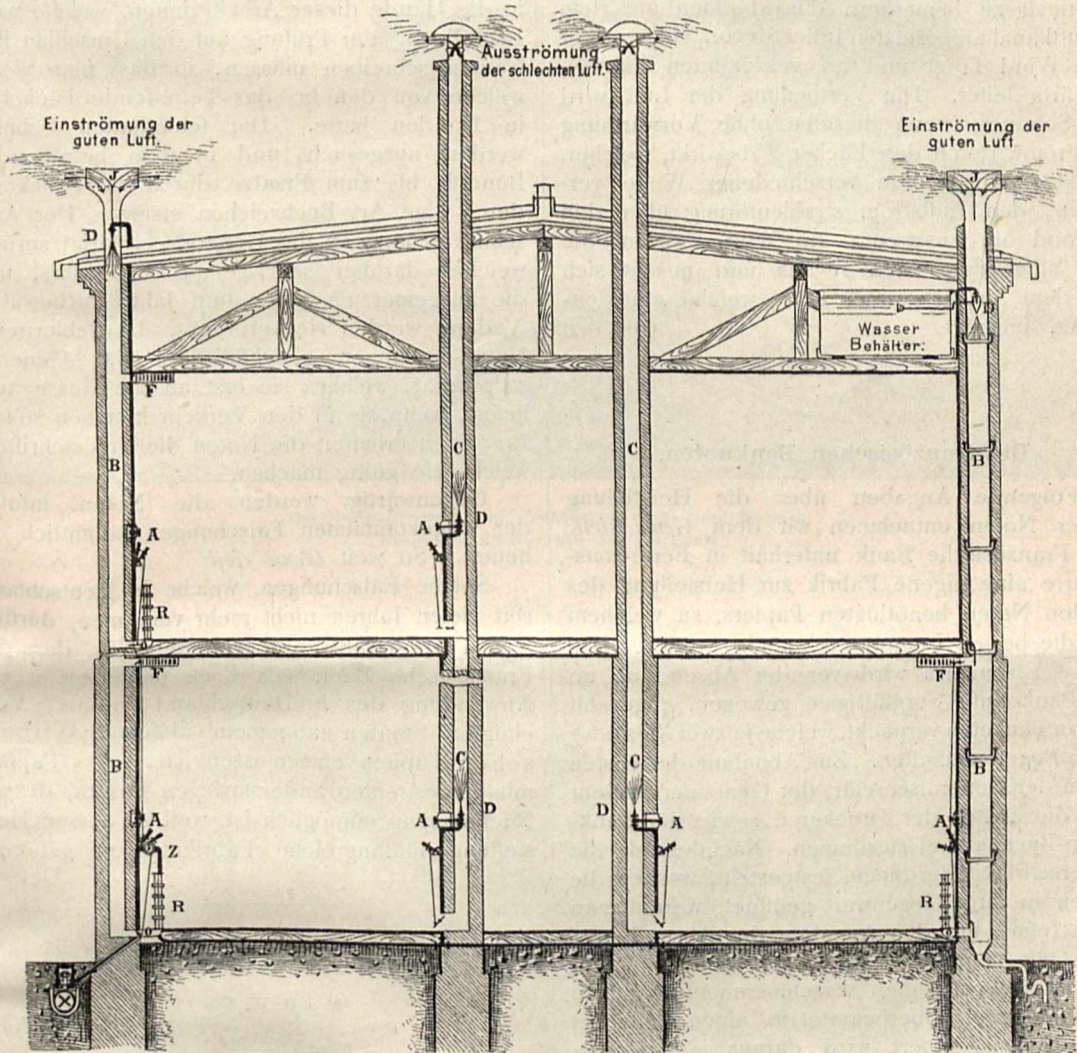 Ausströmung
der schlechten Luft.
Einströmung der
guten Luft.
Einströmung der
guten Luft.
J
J
D
D
Wasser
Behälter.
F
B
C
C
B
A
A
D
R
F
F
B
C
C
B
D
D
A
A
A
A
Z
R
R